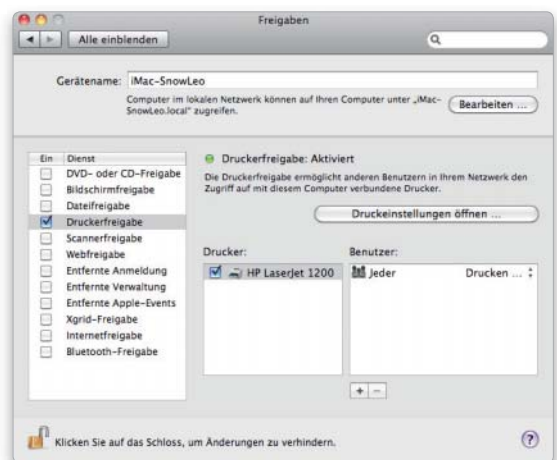 Freigaben
Alle einblenden
Gerätename: iMac-SnowLeo
Computer im lokalen Netzwerk können auf Ihren Computer unter „iMac-
SnowLeo.local“ zugreifen.
Bearbeiten ...
Ein Dienst
DVD- oder CD-Freigabe
Bildschirmfreigabe
Dateifreigabe
Druckerfreigabe
Scannerfreigabe
Webfreigabe
Entfernte Anmeldung
Entfernte Verwaltung
Entfernte Apple-Events
Xgrid-Freigabe
Internetfreigabe
Bluetooth-Freigabe
Druckerfreigabe: Aktiviert
Die Druckerfreigabe ermöglicht anderen Benutzern in Ihrem Netzwerk den
Zugriff auf mit diesem Computer verbundene Drucker.
Druckeinstellungen öffnen ...
Drucker:
HP LaserJet 1200
Benutzer:
Jeder Drucken ...
+ −
Klicken Sie auf das Schloss, um Änderungen zu verhindern.
?